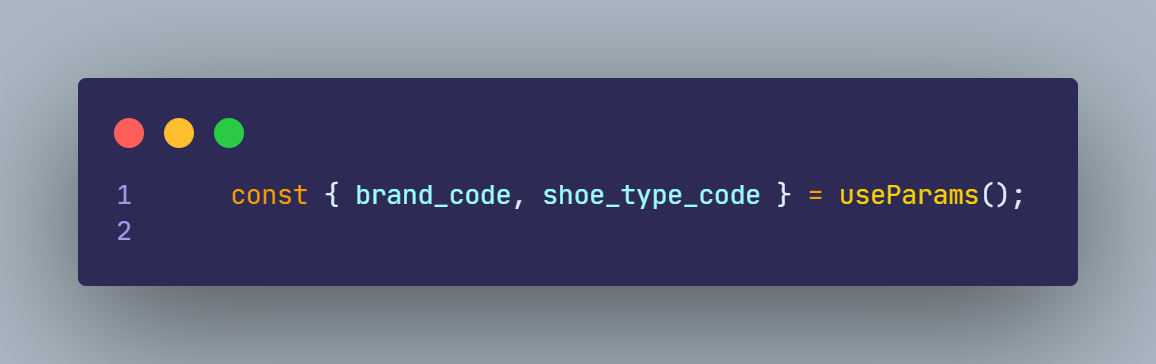 1 const { brand_code, shoe_type_code } = useParams();
2